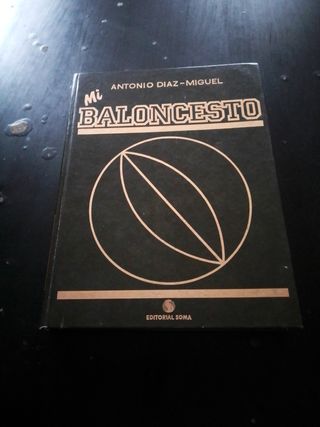 ANTONIO DIAZ-MIGUEL
Mi
BALONCESTO
EDITORIAL SOMA